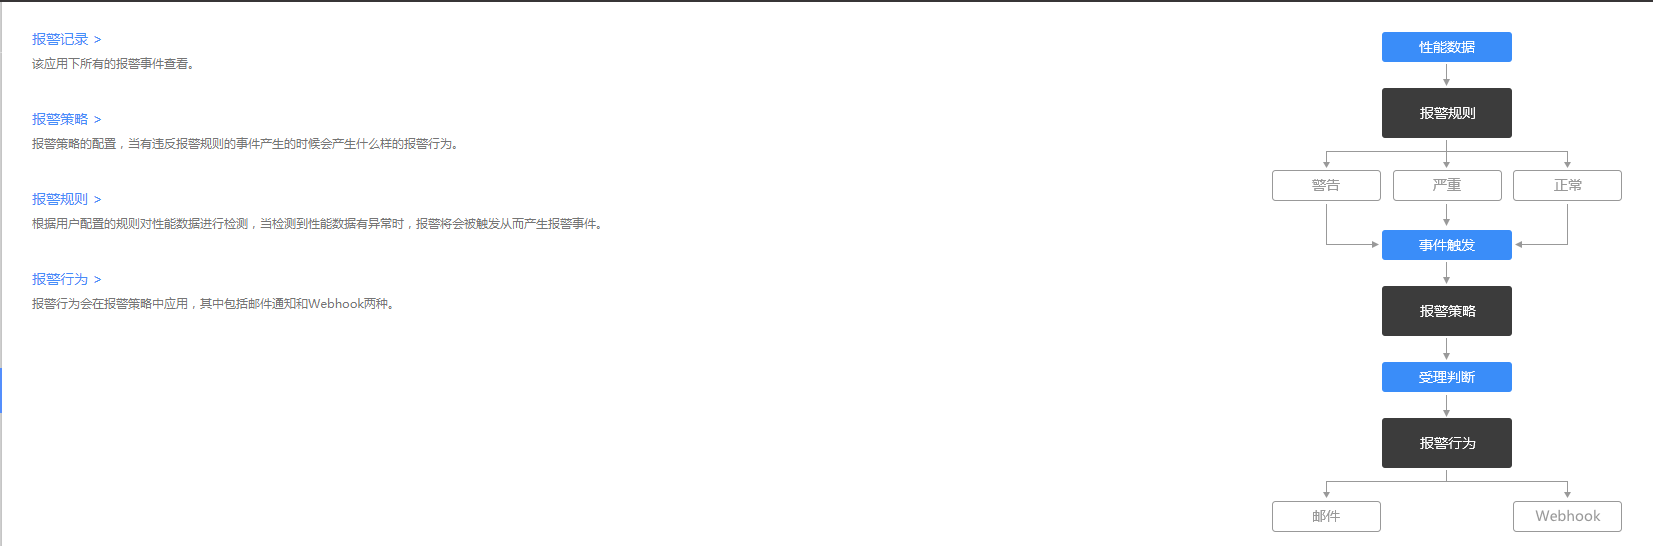 报警记录 >
该应用下所有的报警事件查看。
报警策略 >
报警策略的配置，当有违反报警规则的事件产生的时候会产生什么样的报警行为。
报警规则 >
根据用户配置的规则对性能数据进行检测，当检测到性能数据有异常时，报警将会被触发从而产生报警事件。
报警行为 >
报警行为会在报警策略中应用，其中包括邮件通知和Webhook两种。
性能数据
报警规则
警告
严重
正常
事件触发
报警策略
受理判断
报警行为
邮件
Webhook